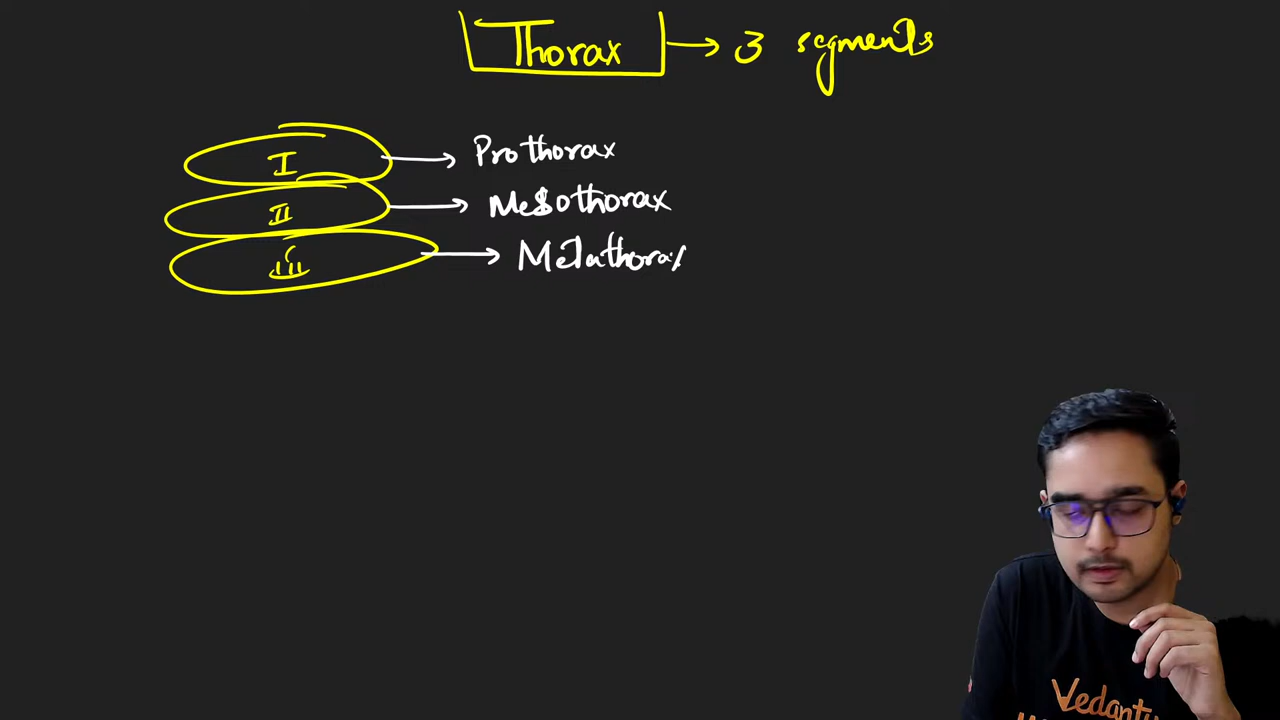 Thorax → 3 segments
I → Prothorax
II → Mesothorax
III → Metathorax
Vedantu